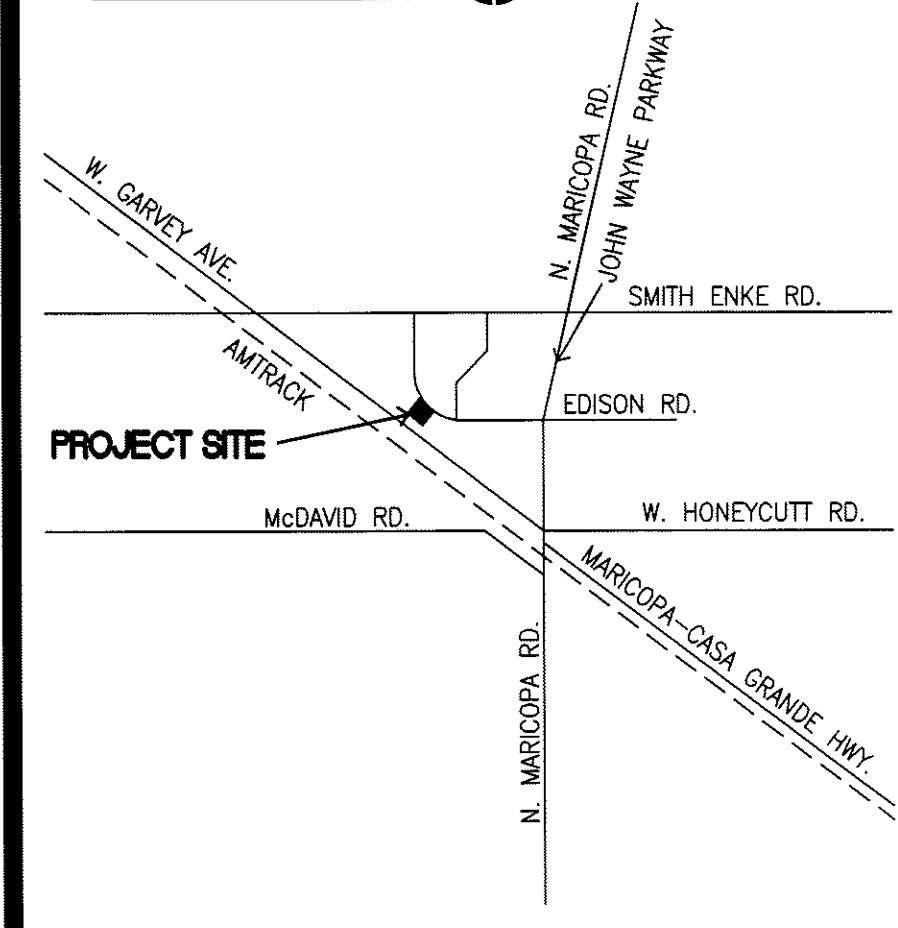 N. MARICOPA RD.
JOHN WAYNE PARKWAY
W. GARVEY AVE.
SMITH ENKE RD.
AMTRACK
EDISON RD.
PROJECT SITE
McDAVID RD.
W. HONEYCUTT RD.
MARICOPA-CASA GRANDE HWY.
N. MARICOPA RD.